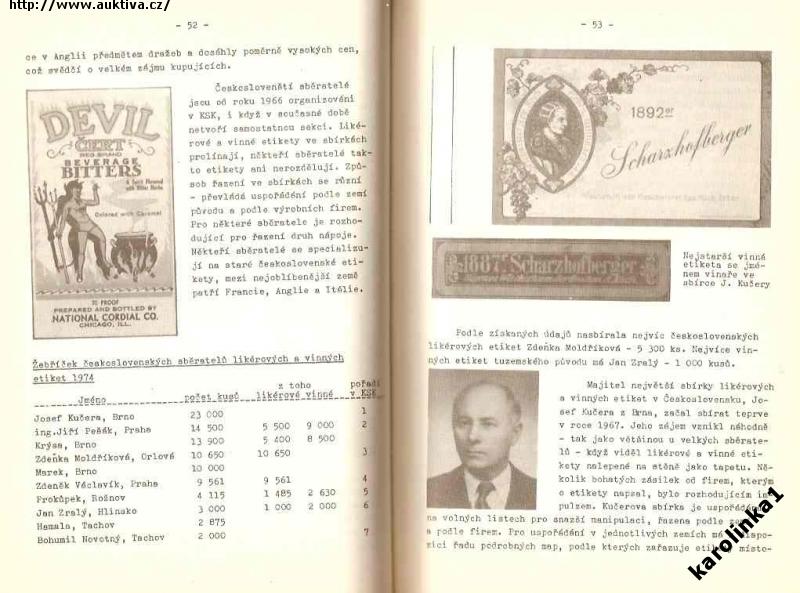 http://www.auktiva.cz/
- 52 -
ce v Anglii předmětem dražeb a dosáhly poměrně vysokých cen,
což svědčí o velkém zájmu kupujících.
DEVIL
ČERT
BEVERAGE
BITTERS
Colored with Caramel
70 PROOF
PREPARED AND BOTTLED BY
NATIONAL CORDIAL CO.
CHICAGO, ILL.
Českoslovenští sběratelé
jsou od roku 1966 organizováni
v KSK, i když v současné době
netvoří samostatnou sekci. Liké-
rové a vinné etikety ve sbírkách
prolínají, někteří sběratelé tak-
to etikety ani nerozdělují. Způ-
sob řazení ve sbírkách se různí
- převládá uspořádání podle zemí
původu a podle výrobních firem.
Pro některé sběratele je rozho-
dující pro řazení druh nápoje.
Někteří sběratelé se specializu-
jí na staré československé eti-
kety, mezi nejoblíbenější země
patří Francie, Anglie a Itálie.
Žebříček československých sběratelů likérových a vinných
etiket 1974
Jméno počet kusů z toho likérové vinné pořadí v KSK
Josef Kučera, Brno 23 000 1
ing.Jiří Pešák, Praha 14 500 5 500 9 000 2
Krýsa, Brno 13 900 5 400 8 500
Zdeňka Moldříková, Orlová 10 650 10 650 3
Marek, Brno 10 000
Zdeněk Václavík, Praha 9 561 9 561 4
Prokůpek, Rožnov 4 115 1 485 2 630 5
Jan Zralý, Hlinsko 3 000 1 000 2 000 6
Hamala, Tachov 2 875
Bohumil Novotný, Tachov 2 000 7
- 53 -
1892er
Scharzhofberger
1887r Scharzhofberger
Nejstarší vinná
etiketa se jmé-
nem vinaře ve
sbírce J. Kučery
Podle získaných údajů nasbírala nejvíc československých
likérových etiket Zdeňka Moldříková - 5 300 ks. Nejvíce vin-
ných etiket tuzemského původu má Jan Zralý - 1 000 kusů.
Majitel největší sbírky likérových
a vinných etiket v Československu, Jo-
sef Kučera z Brna, začal sbírat teprve
v roce 1967. Jeho zájem vznikl náhodně
- tak jako většinou u velkých sběrate-
lů - když viděl likérové a vinné eti-
kety nalepené na stěně jako tapetu. Ně-
kolik bohatých zásilek od firem, kterým
o etikety napsal, bylo rozhodujícím im-
pulzem. Kučerova sbírka je uspořádána
na volných listech pro snazší manipulaci, řazena podle
a podle firem. Pro uspořádání v jednotlivých zemích má
zici řadu podrobných map, podle kterých zařazuje místo-
karolinka1